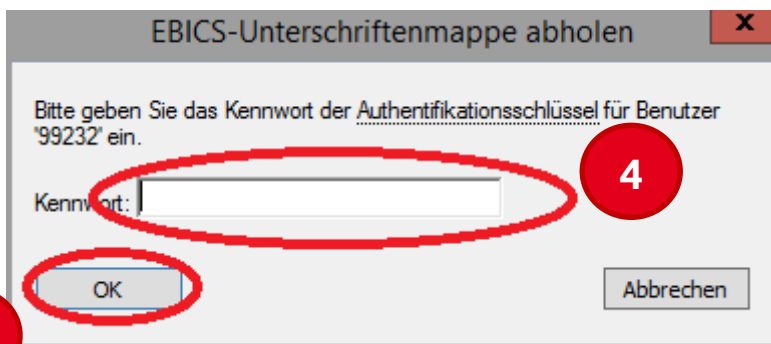 EBICS-Unterschriftenmappe abholen
x
Bitte geben Sie das Kennwort der Authentifikationsschlüssel für Benutzer
'99232' ein.
4
Kennwort:
OK
Abbrechen